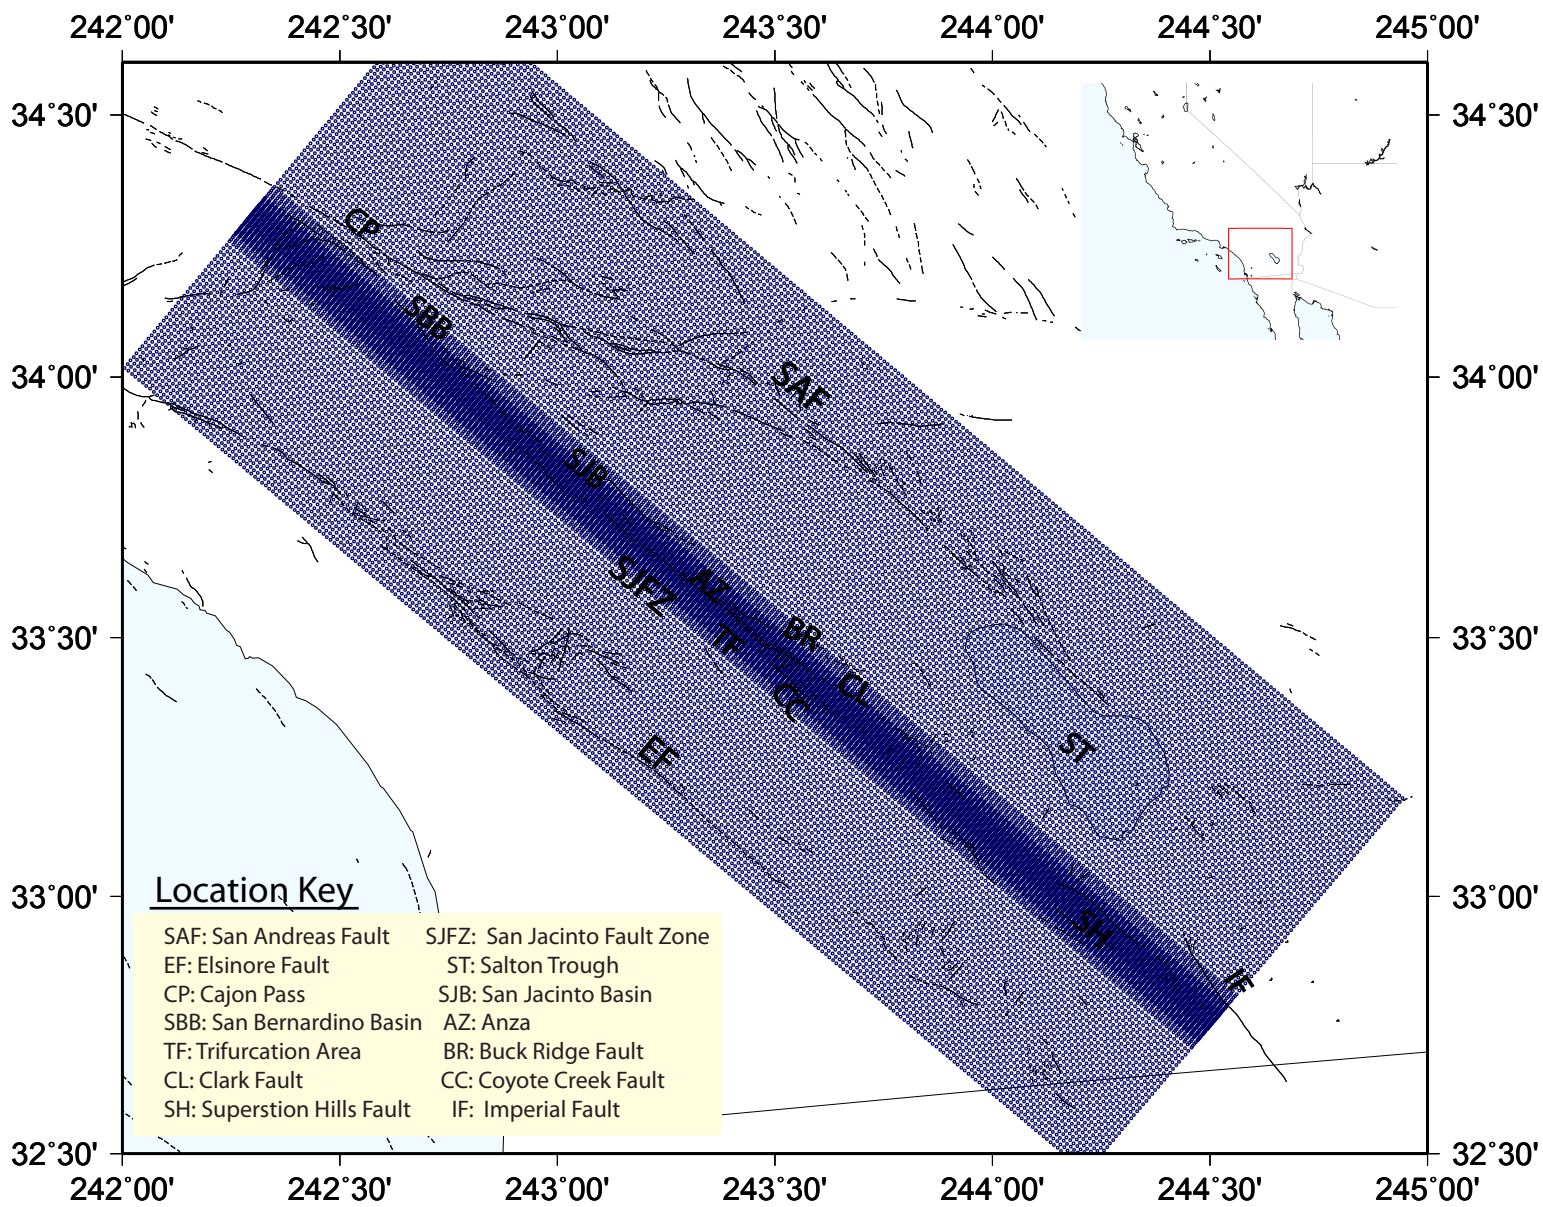 242˚00' 242˚30' 243˚00' 243˚30' 244˚00' 244˚30' 245˚00'
34˚30' 34˚30'
CP
SBB
34˚00' 34˚00'
SAF
SJB
SJFZ AZ
33˚30' BR 33˚30'
TF
CL
CC
EF ST
33˚00' 33˚00'
SH
IF
Location Key
SAF: San Andreas Fault SJFZ: San Jacinto Fault Zone
EF: Elsinore Fault ST: Salton Trough
CP: Cajon Pass SJB: San Jacinto Basin
SBB: San Bernardino Basin AZ: Anza
TF: Trifurcation Area BR: Buck Ridge Fault
CL: Clark Fault CC: Coyote Creek Fault
SH: Superstion Hills Fault IF: Imperial Fault
32˚30' 32˚30'
242˚00' 242˚30' 243˚00' 243˚30' 244˚00' 244˚30' 245˚00'